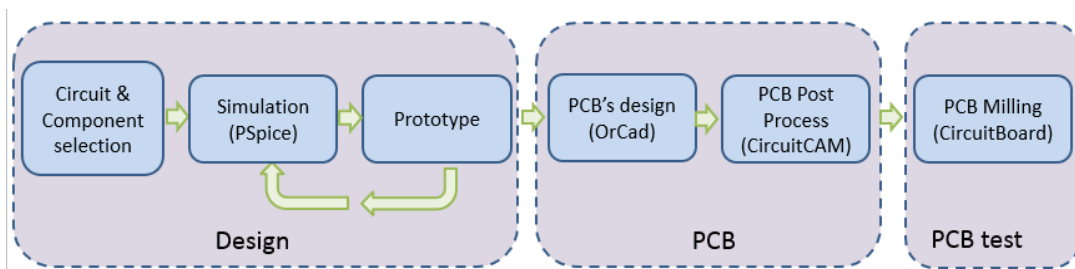 Circuit &
Component
selection
Simulation
(PSpice)
Prototype
Design
PCB's design
(OrCad)
PCB Post
Process
(CircuitCAM)
PCB
PCB Milling
(CircuitBoard)
PCB test